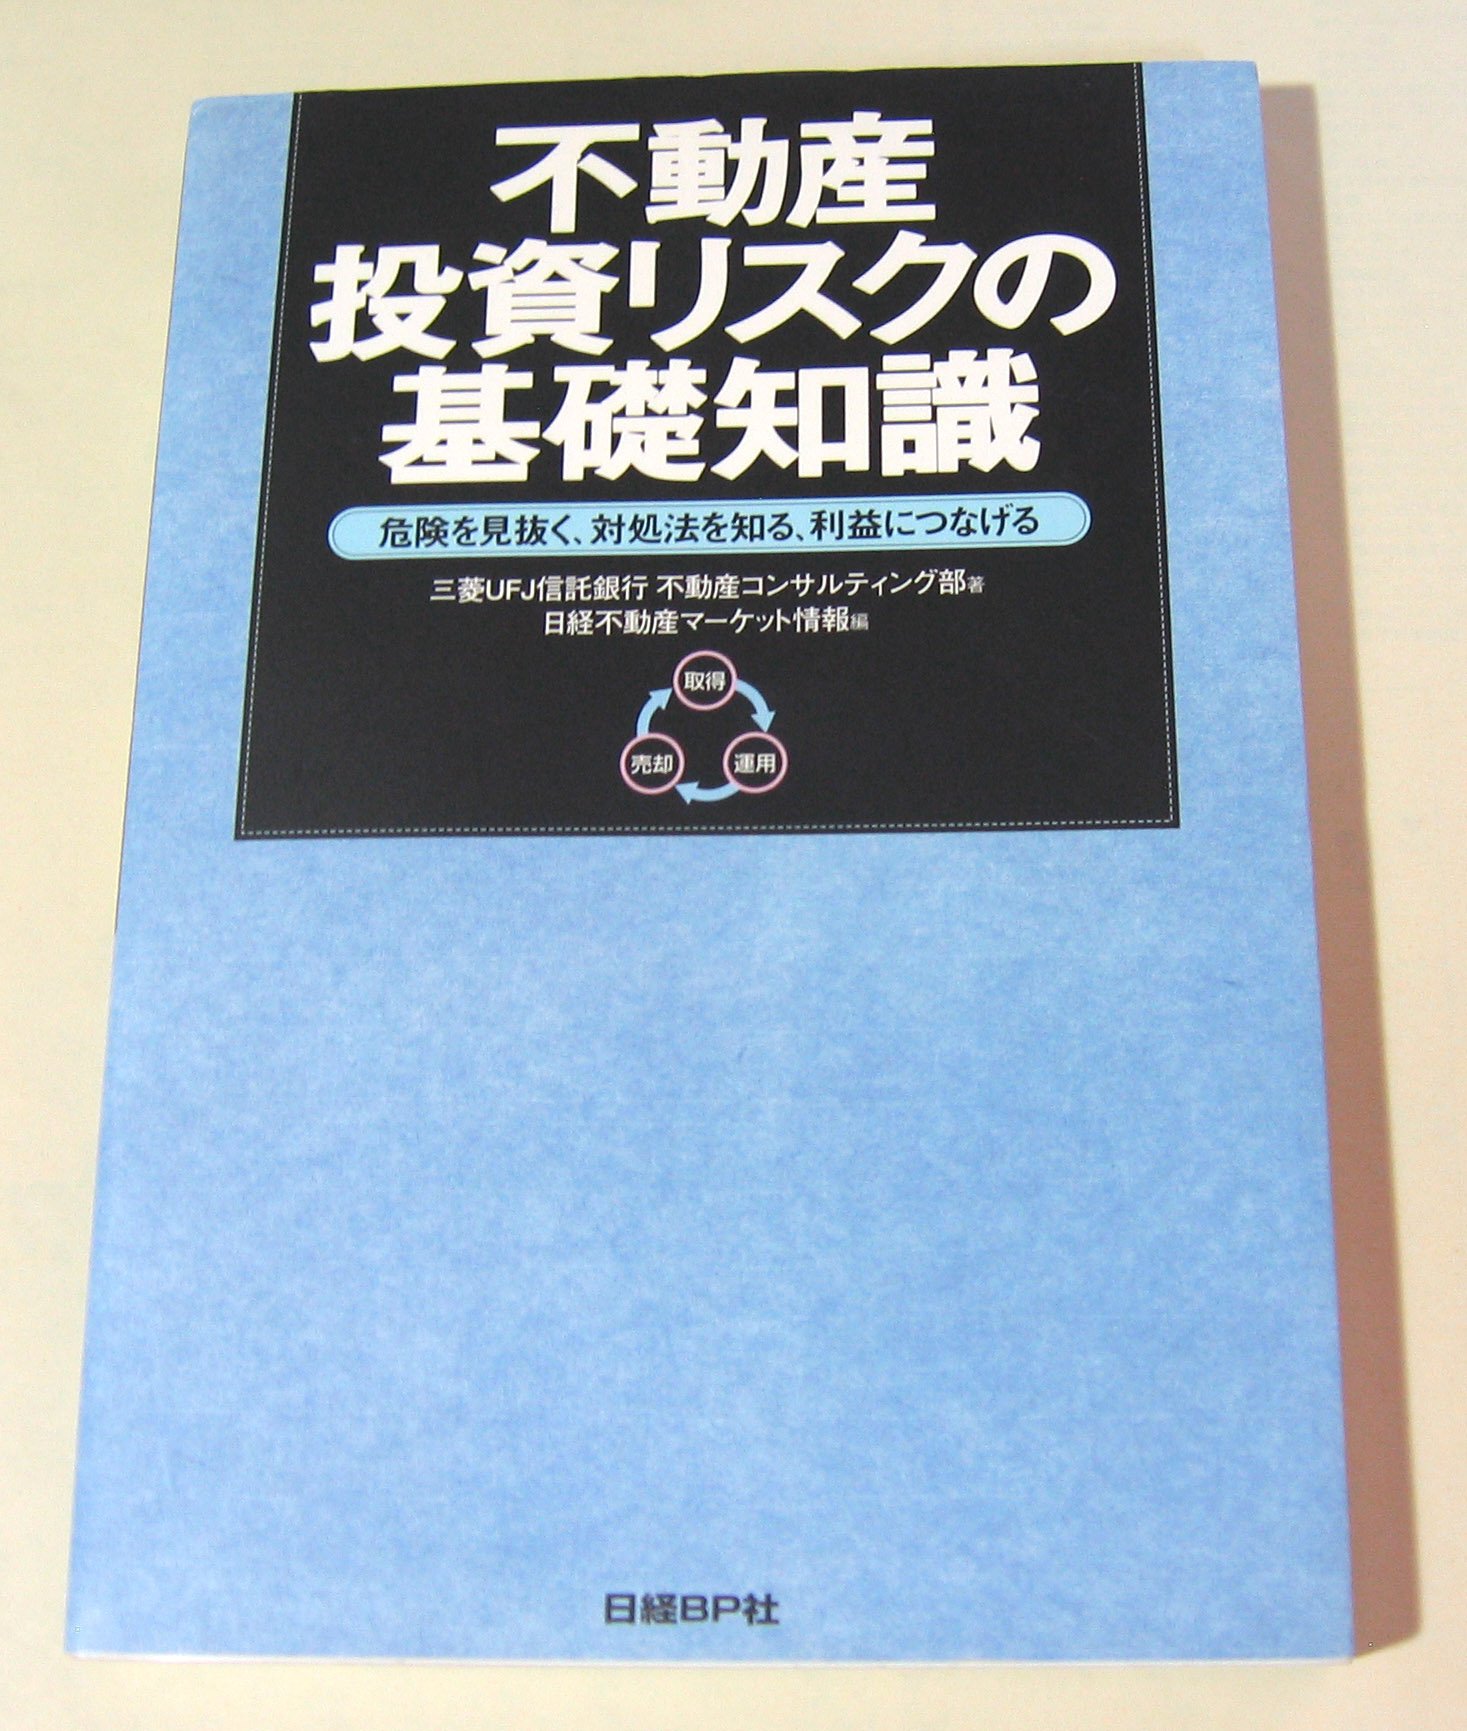 不動産
投資リスクの
基礎知識
危険を見抜く、対処法を知る、利益につなげる
三菱UFJ信託銀行 不動産コンサルティング部著
日経不動産マーケット情報編
取得
売却
運用
日経BP社